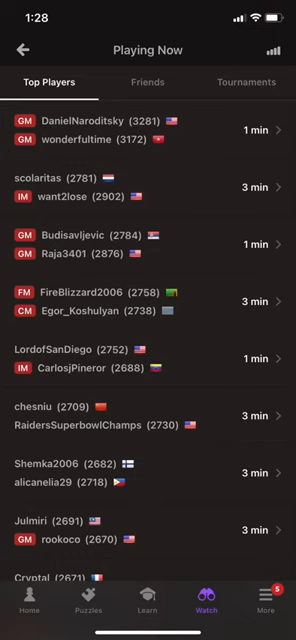 1:28
Playing Now
Top Players
Friends
Tournaments
GM DanielNaroditsky (3281)
GM wonderfultime (3172)
1 min
scolaritas (2781)
IM want2lose (2902)
3 min
GM Budisavljevic (2784)
GM Raja3401 (2876)
1 min
FM FireBlizzard2006 (2758)
CM Egor_Koshulyan (2738)
3 min
LordofSanDiego (2752)
IM CarlosjPineror (2688)
1 min
chesniu (2709)
RaidersSuperbowlChamps (2730)
3 min
Shemka2006 (2682)
alicanelia29 (2718)
3 min
Julmiri (2691)
GM rookoco (2670)
3 min
Cryptal (2671)
5
Home
Puzzles
Learn
Watch
More